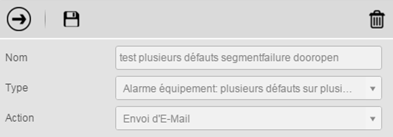 Nom test plusieurs défauts segmentfailure dooropen
Type Alarme équipement: plusieurs défauts sur plusi...
Action Envoi d'E-Mail